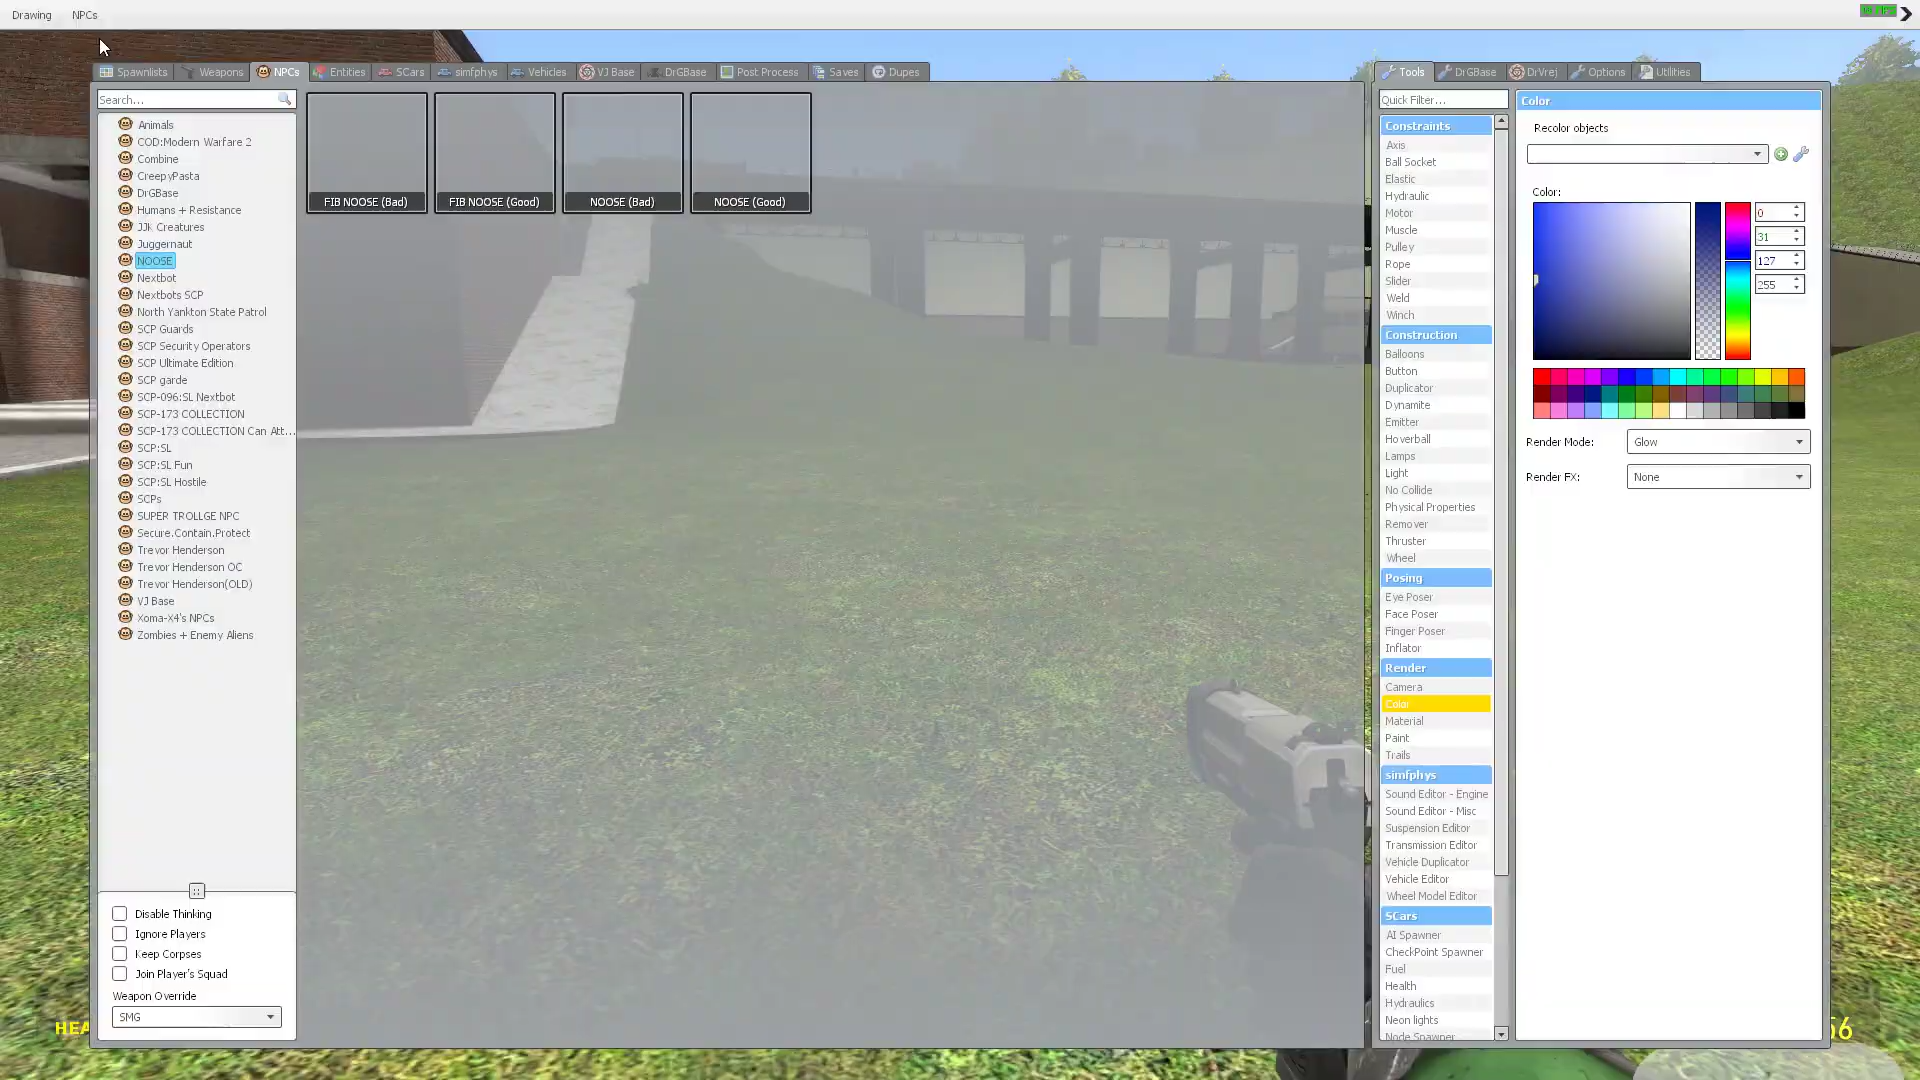 Drawing
NPCs
Spawnlists
Weapons
NPCs
Entities
SCars
simfphys
Vehicles
VJ Base
DrGBase
Post Process
Saves
Dupes
Search...
Animals
COD:Modern Warfare 2
Combine
CreepyPasta
DrGBase
Humans + Resistance
JJk Creatures
Juggernaut
NOOSE
Nextbot
Nextbots SCP
North Yankton State Patrol
SCP Guards
SCP Security Operators
SCP Ultimate Edition
SCP garde
SCP-096:SL Nextbot
SCP-173 COLLECTION
SCP-173 COLLECTION Can Att...
SCP:SL
SCP:SL Fun
SCP:SL Hostile
SCPs
SUPER TROLLGE NPC
Secure.Contain.Protect
Trevor Henderson
Trevor Henderson OC
Trevor Henderson(OLD)
VJ Base
Xoma-X4's NPCs
Zombies + Enemy Aliens
Disable Thinking
Ignore Players
Keep Corpses
Join Player's Squad
Weapon Override
SMG
HEA
FIB NOOSE (Bad)
FIB NOOSE (Good)
NOOSE (Bad)
NOOSE (Good)
Tools
DrGBase
DrVrej
Options
Utilities
Quick Filter...
Constraints
Axis
Ball Socket
Elastic
Hydraulic
Motor
Muscle
Pulley
Rope
Slider
Weld
Winch
Construction
Balloons
Button
Duplicator
Dynamite
Emitter
Hoverball
Lamps
Light
No Collide
Physical Properties
Remover
Thruster
Wheel
Posing
Eye Poser
Face Poser
Finger Poser
Inflator
Render
Camera
Color
Material
Paint
Trails
simfphys
Sound Editor - Engine
Sound Editor - Misc
Suspension Editor
Transmission Editor
Vehicle Duplicator
Vehicle Editor
Wheel Model Editor
SCars
AI Spawner
CheckPoint Spawner
Fuel
Health
Hydraulics
Neon lights
Node Spawner
Color
Recolor objects
Color:
0
31
127
255
Render Mode:
Glow
Render FX:
None
56